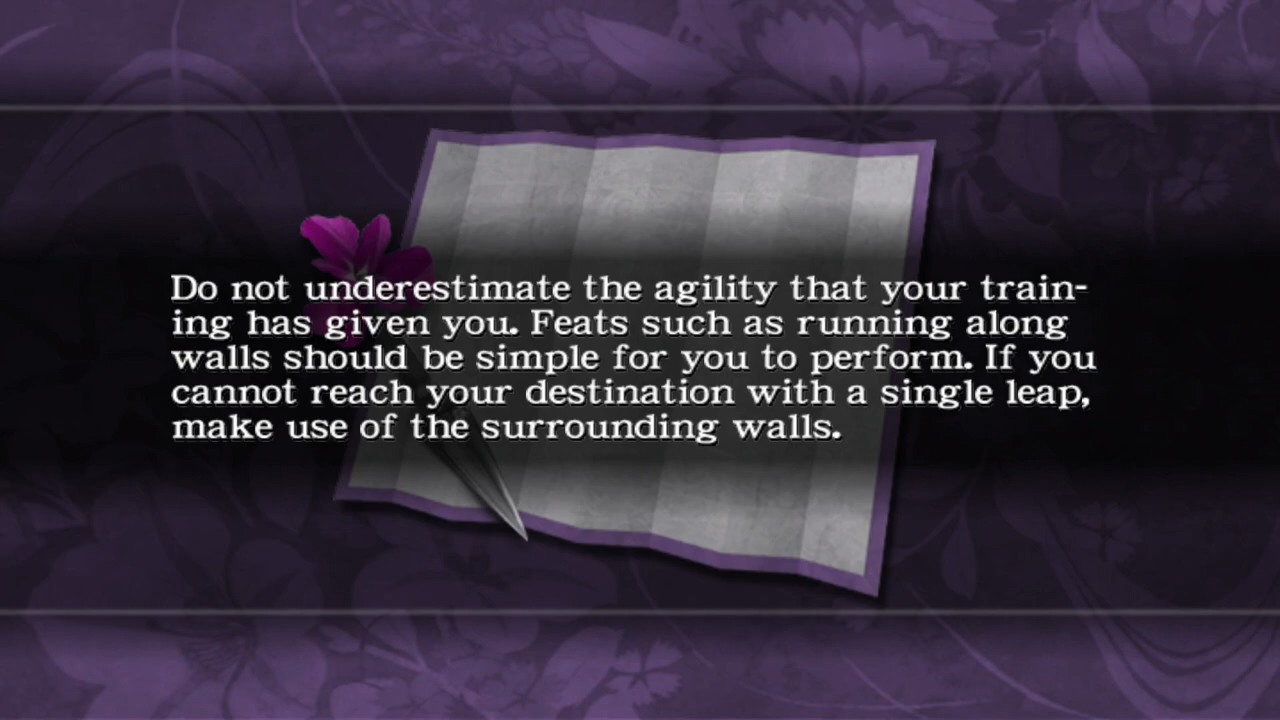 Do not underestimate the agility that your train-
ing has given you. Feats such as running along
walls should be simple for you to perform. If you
cannot reach your destination with a single leap,
make use of the surrounding walls.